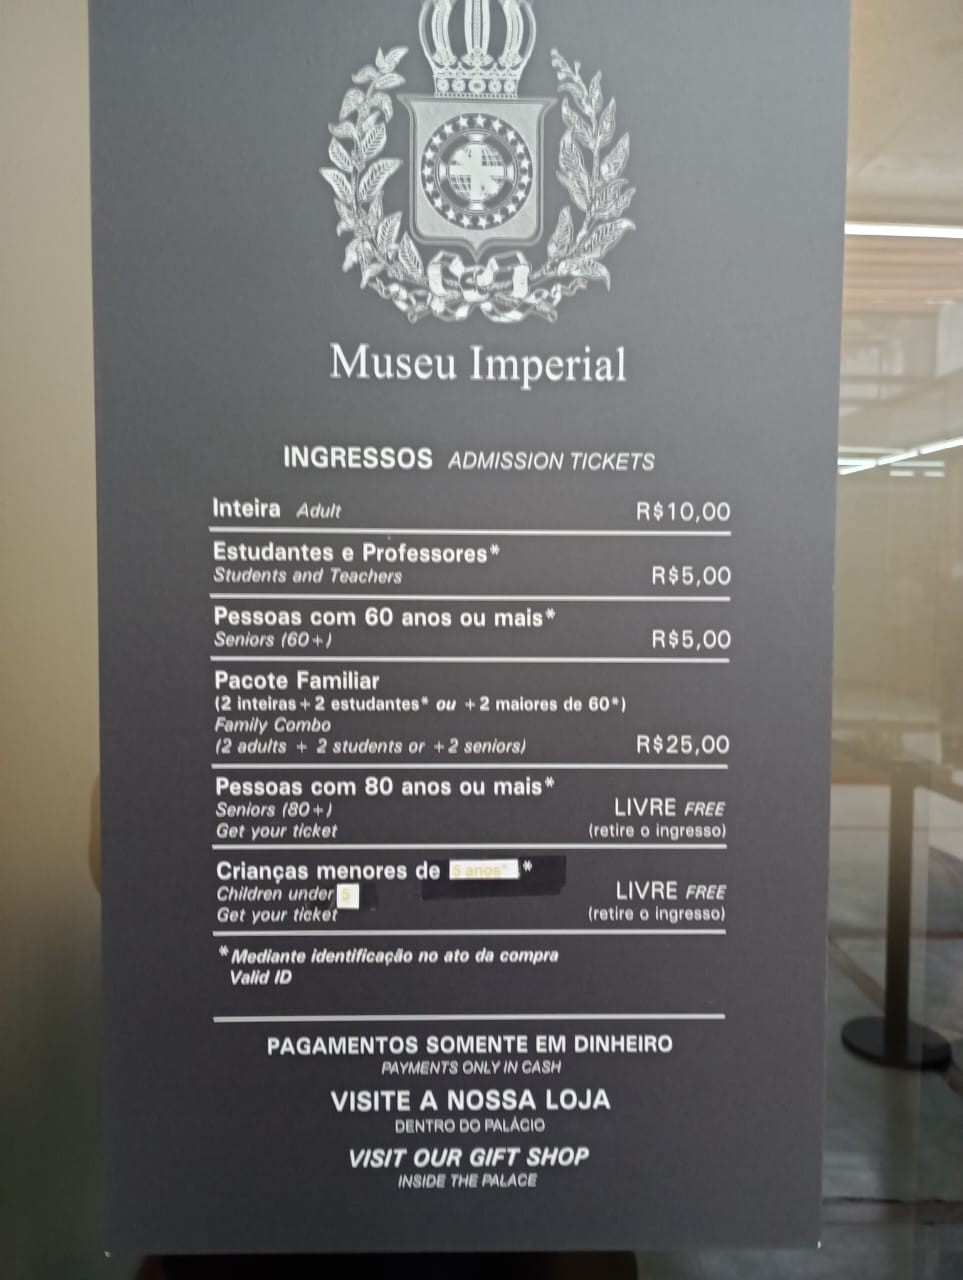 Museu Imperial
INGRESSOS ADMISSION TICKETS
Inteira Adult R$10,00
Estudantes e Professores*
Students and Teachers R$5,00
Pessoas com 60 anos ou mais*
Seniors (60+) R$5,00
Pacote Familiar
(2 inteiras + 2 estudantes* ou + 2 maiores de 60*)
Family Combo
(2 adults + 2 students or + 2 seniors) R$25,00
Pessoas com 80 anos ou mais*
Seniors (80+) LIVRE FREE
Get your ticket (retire o ingresso)
Crianças menores de 5 anos* *
Children under 5 LIVRE FREE
Get your ticket (retire o ingresso)
* Mediante identificação no ato da compra
Valid ID
PAGAMENTOS SOMENTE EM DINHEIRO
PAYMENTS ONLY IN CASH
VISITE A NOSSA LOJA
DENTRO DO PALÁCIO
VISIT OUR GIFT SHOP
INSIDE THE PALACE